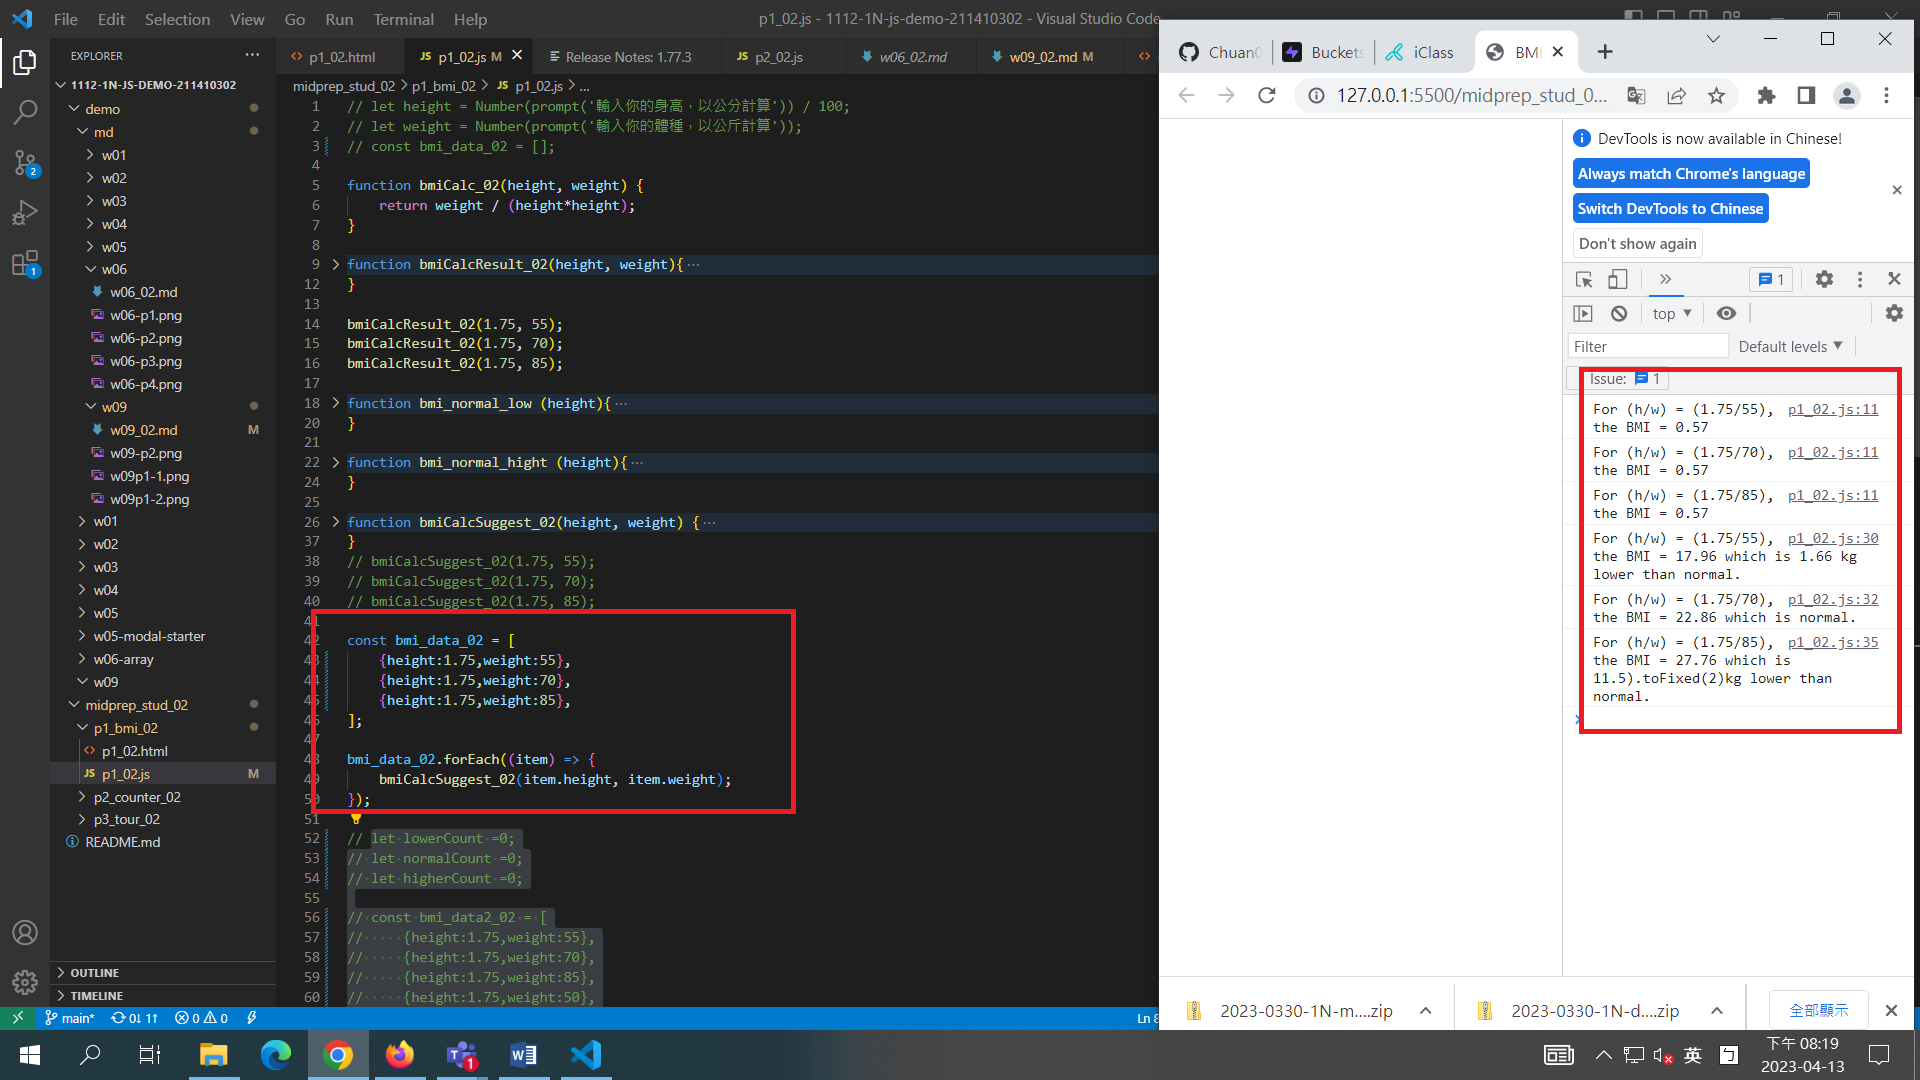 File Edit Selection View Go Run Terminal Help
p1_02.js - 1112-1N-js-demo-211410302 - Visual Studio Code
EXPLORER
p1_02.html
JS p1_02.js M
Release Notes: 1.77.3
JS p2_02.js
w06_02.md
w09_02.md M
1112-1N-JS-DEMO-211410302
demo
md
w01
w02
w03
w04
w05
w06
w06_02.md
w06-p1.png
w06-p2.png
w06-p3.png
w06-p4.png
w09
w09_02.md M
w09-p2.png
w09p1-1.png
w09p1-2.png
w01
w02
w03
w04
w05
w05-modal-starter
w06-array
w09
midprep_stud_02
p1_bmi_02
p1_02.html
JS p1_02.js M
p2_counter_02
p3_tour_02
README.md
OUTLINE
TIMELINE
midprep_stud_02 > p1_bmi_02 > JS p1_02.js > ...
1 // let height = Number(prompt('輸入你的身高，以公分計算')) / 100;
2 // let weight = Number(prompt('輸入你的體種，以公斤計算'));
3 // const bmi_data_02 = [];
4
5 function bmiCalc_02(height, weight) {
6 return weight / (height*height);
7 }
8
9 function bmiCalcResult_02(height, weight){ ...
12 }
13
14 bmiCalcResult_02(1.75, 55);
15 bmiCalcResult_02(1.75, 70);
16 bmiCalcResult_02(1.75, 85);
17
18 function bmi_normal_low (height){ ...
20 }
21
22 function bmi_normal_hight (height){ ...
24 }
25
26 function bmiCalcSuggest_02(height, weight) { ...
37 }
38 // bmiCalcSuggest_02(1.75, 55);
39 // bmiCalcSuggest_02(1.75, 70);
40 // bmiCalcSuggest_02(1.75, 85);
41
42 const bmi_data_02 = [
43 {height:1.75,weight:55},
44 {height:1.75,weight:70},
45 {height:1.75,weight:85},
46 ];
47
48 bmi_data_02.forEach((item) => {
49 bmiCalcSuggest_02(item.height, item.weight);
50 });
51
52 // let lowerCount =0;
53 // let normalCount =0;
54 // let higherCount =0;
55
56 // const bmi_data2_02 = [
57 // {height:1.75,weight:55},
58 // {height:1.75,weight:70},
59 // {height:1.75,weight:85},
60 // {height:1.75,weight:50},
main* 0↓ 1↑ 0 0
Chuan
Buckets
iClass
BMI
127.0.0.1:5500/midprep_stud_0...
DevTools is now available in Chinese!
Always match Chrome's language
Switch DevTools to Chinese
Don't show again
1
top
Filter
Default levels
Issue: 1
For (h/w) = (1.75/55), p1_02.js:11
the BMI = 0.57
For (h/w) = (1.75/70), p1_02.js:11
the BMI = 0.57
For (h/w) = (1.75/85), p1_02.js:11
the BMI = 0.57
For (h/w) = (1.75/55), p1_02.js:30
the BMI = 17.96 which is 1.66 kg
lower than normal.
For (h/w) = (1.75/70), p1_02.js:32
the BMI = 22.86 which is normal.
For (h/w) = (1.75/85), p1_02.js:35
the BMI = 27.76 which is
11.5).toFixed(2)kg lower than
normal.
2023-0330-1N-m....zip
2023-0330-1N-d....zip
全部顯示
英
ㄅ
下午 08:19
2023-04-13